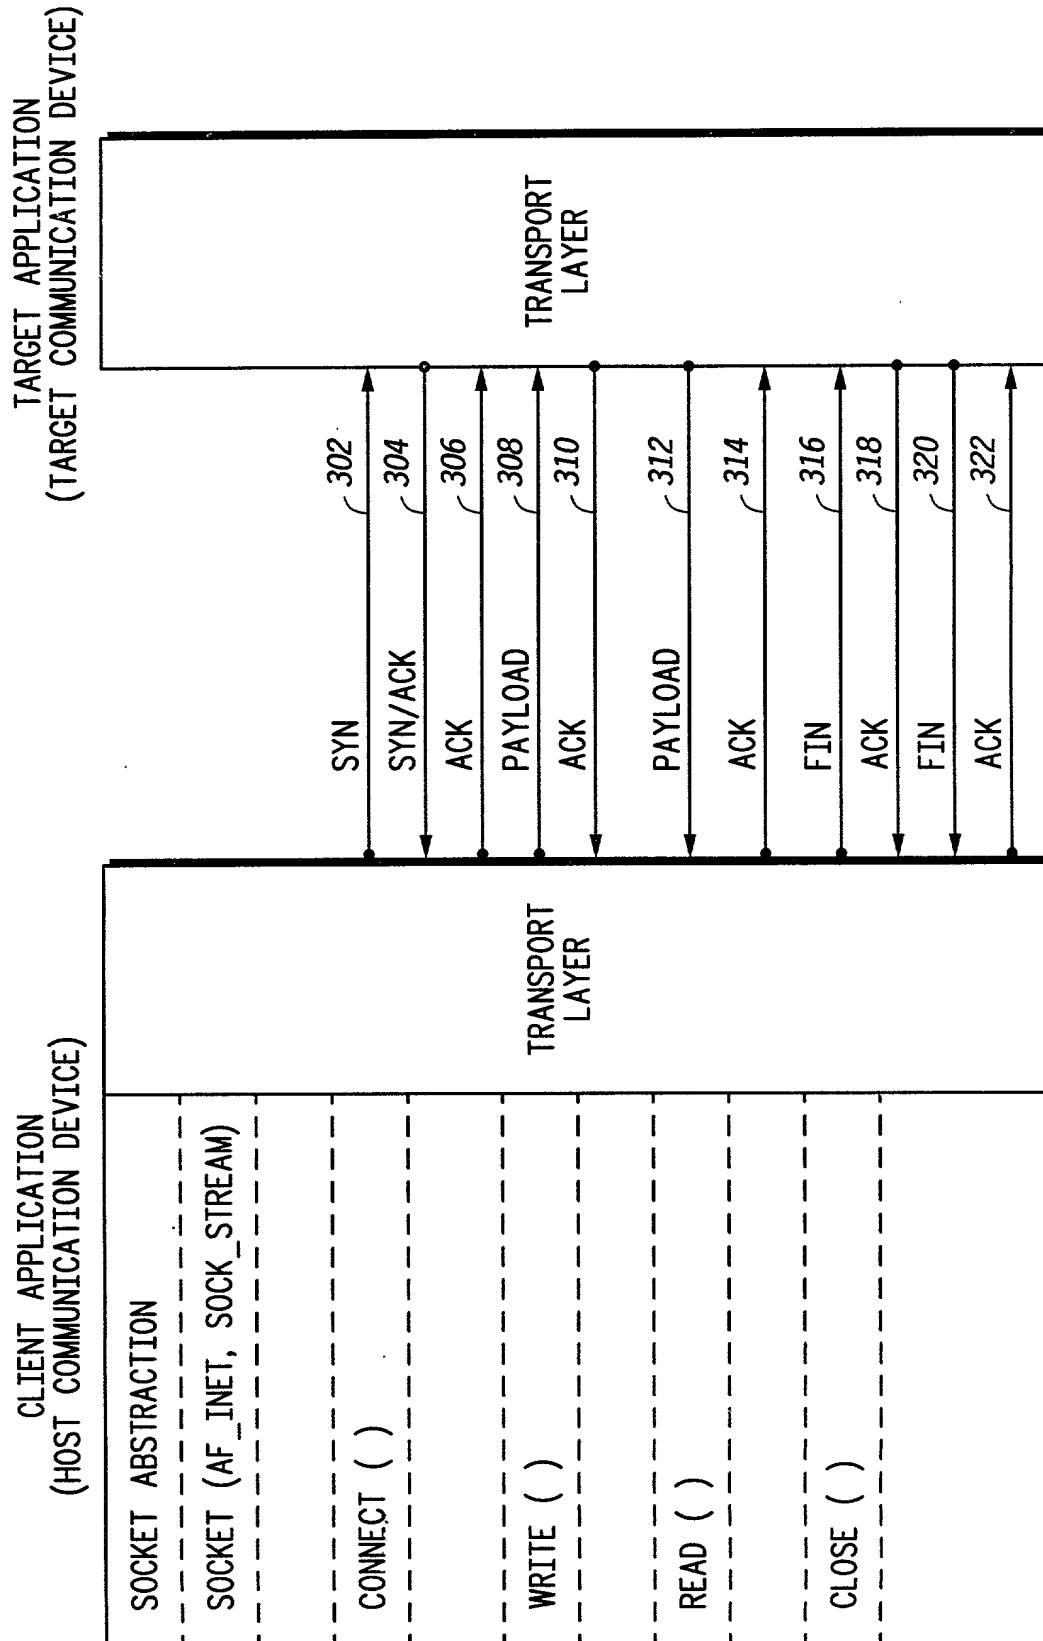 CLIENT APPLICATION
(HOST COMMUNICATION DEVICE)
TARGET APPLICATION
(TARGET COMMUNICATION DEVICE)
SOCKET ABSTRACTION
SOCKET (AF_INET, SOCK_STREAM)
CONNECT ( )
WRITE ( )
READ ( )
CLOSE ( )
TRANSPORT
LAYER
SYN 302
SYN/ACK 304
ACK 306
PAYLOAD 308
ACK 310
PAYLOAD 312
ACK 314
FIN 316
ACK 318
FIN 320
ACK 322
TRANSPORT
LAYER